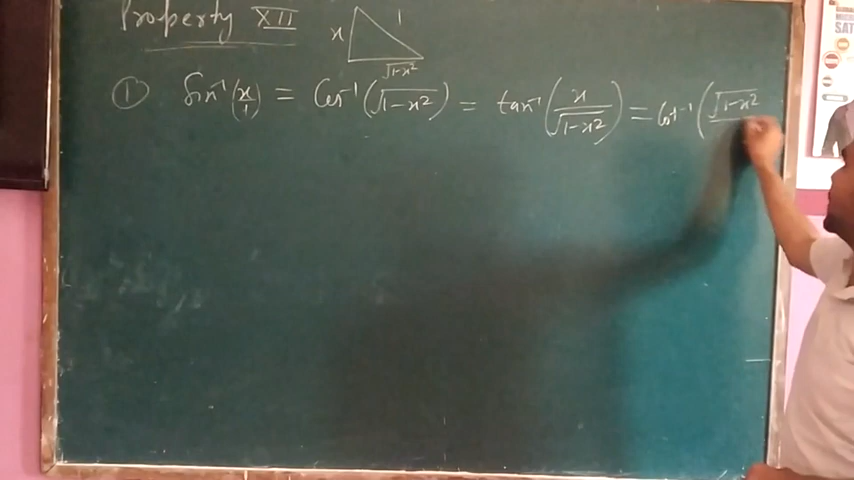 Property XII
x
1
√1-x²
① Sin⁻¹(x/1) = Cos⁻¹(√1-x²) = tan⁻¹(x/√1-x²) = Cot⁻¹(√1-x²
SAT